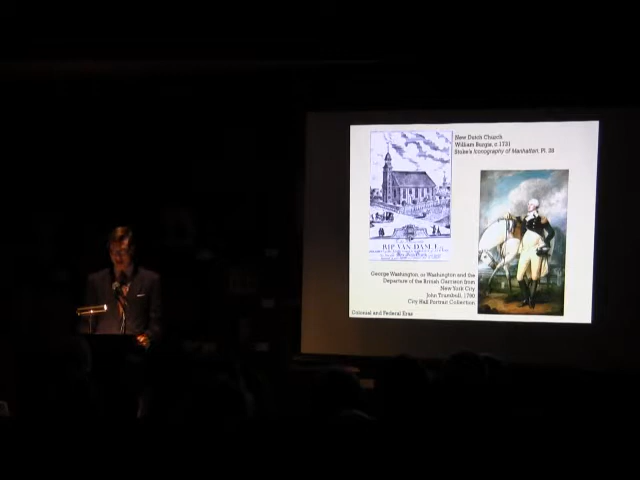 New Dutch Church
William Burgis, c 1731
Stoke's Iconography of Manhattan, Pl. 28
RIP VAN DAM
George Washington, or Washington and the
Departure of the British Garrison from
New York City
John Trumbull, 1790
City Hall Portrait Collection
Colonial and Federal Eras